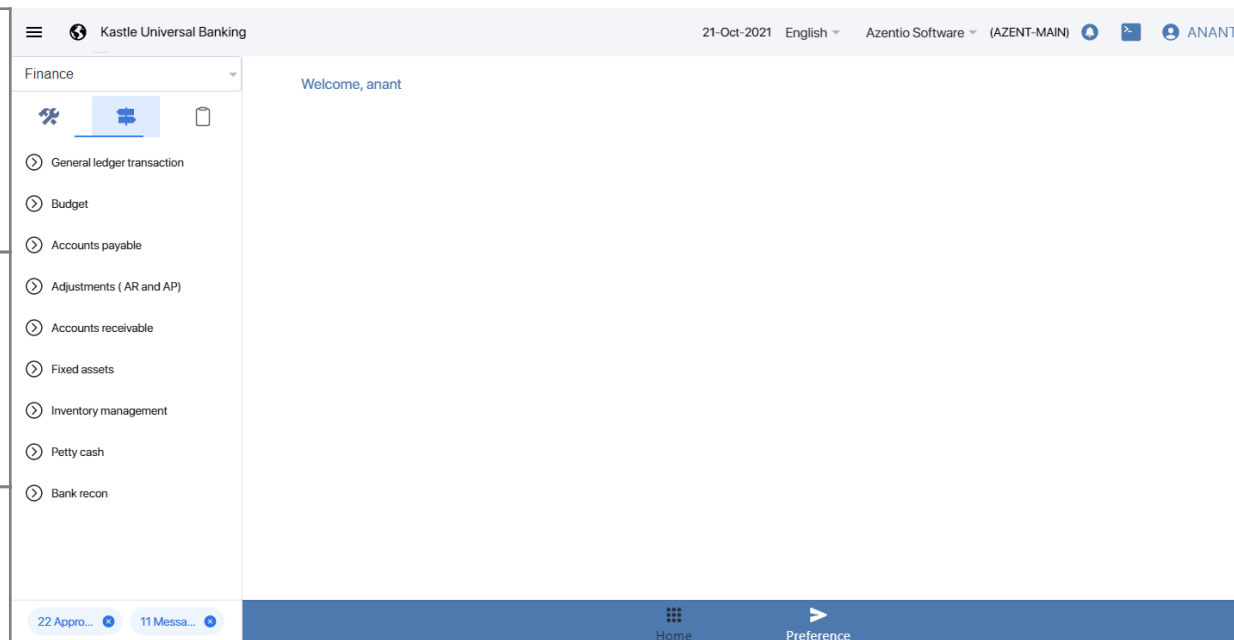 Kastle Universal Banking 21-Oct-2021 English Azentio Software (AZENT-MAIN) ANANT
Finance
Welcome, anant
General ledger transaction
Budget
Accounts payable
Adjustments ( AR and AP)
Accounts receivable
Fixed assets
Inventory management
Petty cash
Bank recon
22 Appro... 11 Messa...
Home Preference